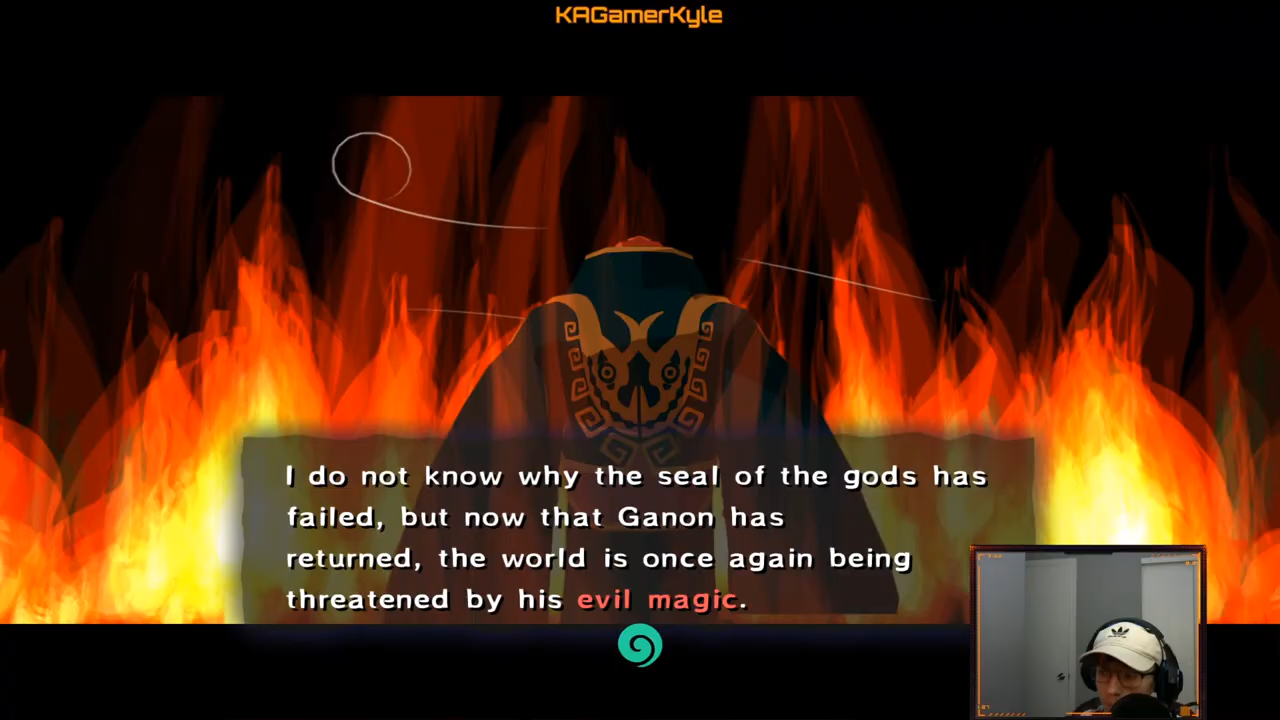 KAGamerKyle
I do not know why the seal of the gods has
failed, but now that Ganon has
returned, the world is once again being
threatened by his evil magic.